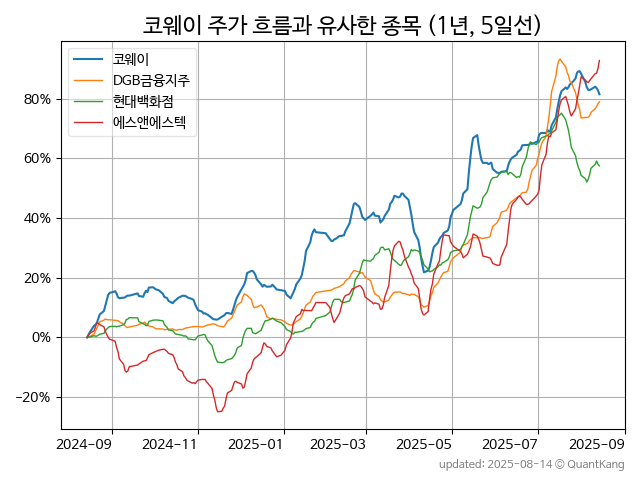 코웨이 주가 흐름과 유사한 종목 (1년, 5일선)
코웨이
DGB금융지주
현대백화점
에스앤에스텍
80%
60%
40%
20%
0%
−20%
2024-09
2024-11
2025-01
2025-03
2025-05
2025-07
2025-09
updated: 2025-08-14 © QuantKang